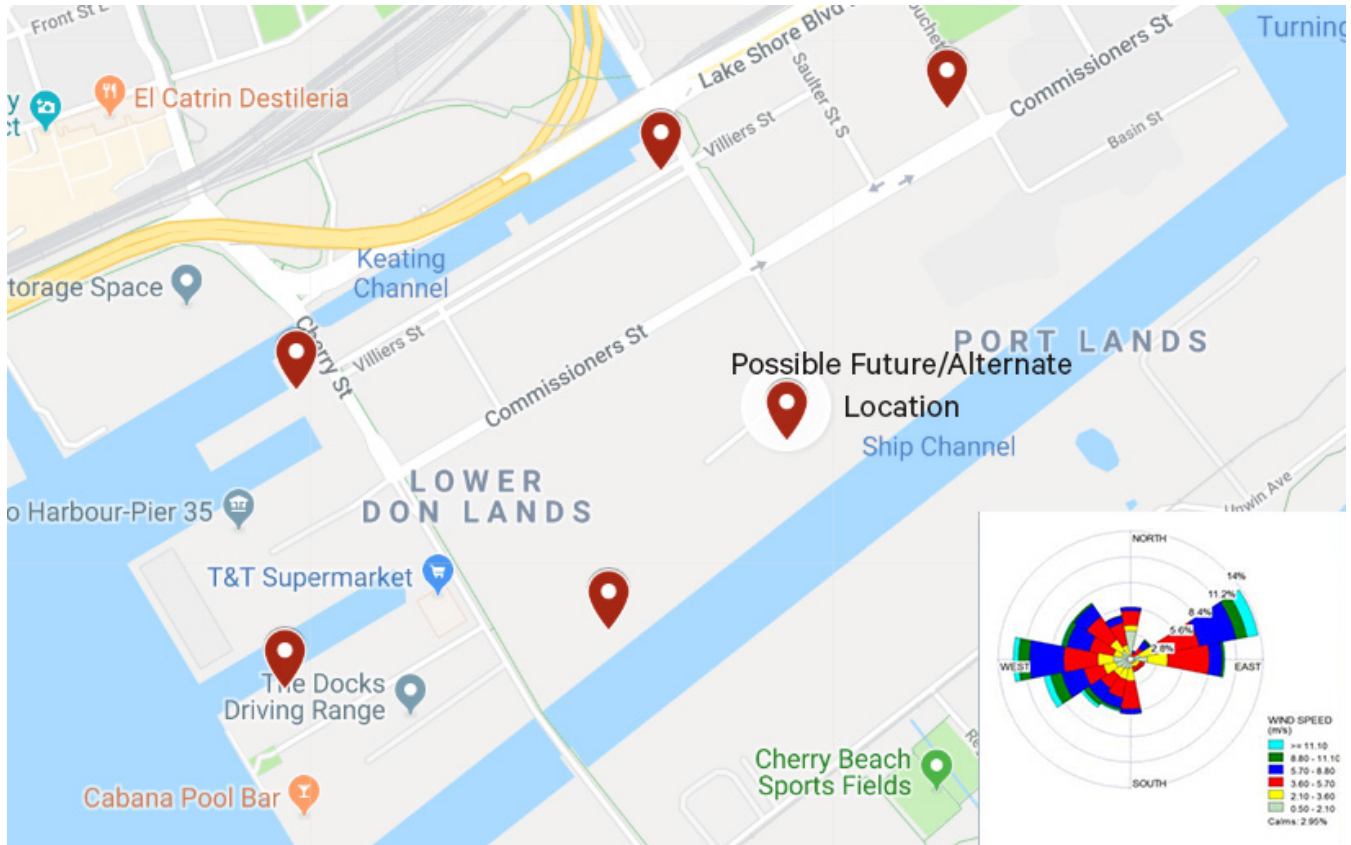 Front St E
El Catrin Destileria
Lake Shore Blvd
Saulter St S
Commissioners St
Turning
Villiers St
Basin St
Keating
Channel
torage Space
Cherry St
Villiers St
Commissioners St
PORT LANDS
Possible Future/Alternate
Location
Ship Channel
LOWER
DON LANDS
o Harbour-Pier 35
Unwin Ave
T&T Supermarket
The Docks
Driving Range
Cherry Beach
Sports Fields
Cabana Pool Bar
NORTH
14%
11.2%
8.4%
5.6%
2.8%
WEST
EAST
SOUTH
WIND SPEED
(m/s)
>= 11.10
8.80 - 11.10
5.70 - 8.80
3.60 - 5.70
2.10 - 3.60
0.50 - 2.10
Calms: 2.95%